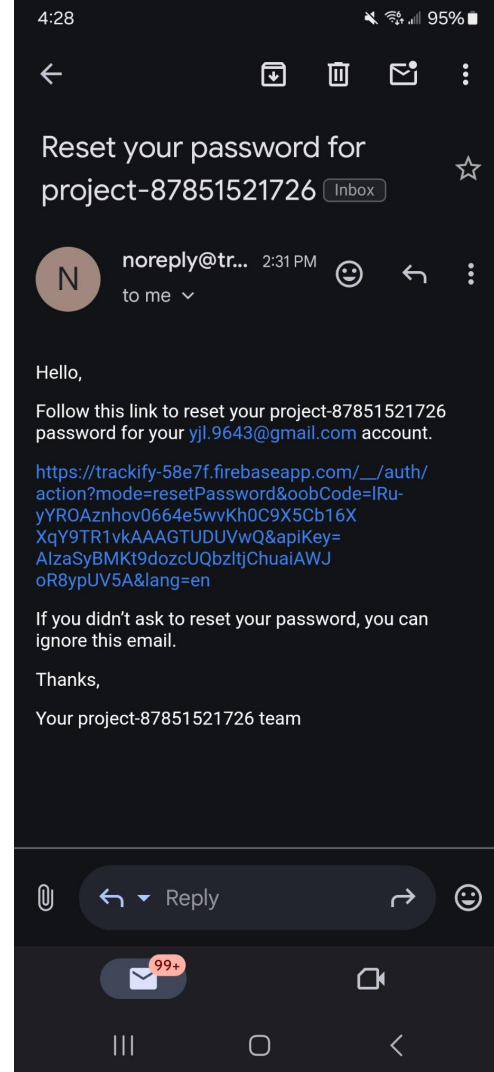 4:28
95%
Reset your password for
project-87851521726 Inbox
N
noreply@tr... 2:31 PM
to me
Hello,
Follow this link to reset your project-87851521726
password for your yjl.9643@gmail.com account.
https://trackify-58e7f.firebaseapp.com/__/auth/
action?mode=resetPassword&oobCode=lRu-
yYROAznhov0664e5wvKh0C9X5Cb16X
XqY9TR1vkAAAGTUDUVwQ&apiKey=
AIzaSyBMKt9dozcUQbzltjChuaiAWJ
oR8ypUV5A&lang=en
If you didn’t ask to reset your password, you can
ignore this email.
Thanks,
Your project-87851521726 team
Reply
99+